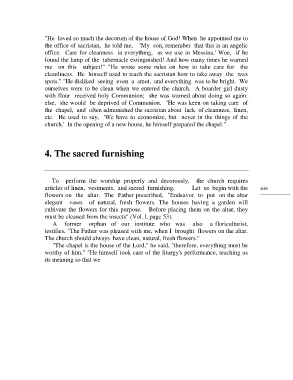 "He loved so much the decorum of the house of God! When he appointed me to
the office of sacristan, he told me, "My son, remember that this is an angelic
office. Care for cleanness in everything, as we use in Messina.' Woe, if he
found the lamp of the tabernacle extinguished! And how many times he warned
me on this subject!" "He wrote some rules on how to take care for the
cleanliness. He himself used to teach the sacristan how to take away the wax
spots." "He disliked seeing even a smut, and everything was to be bright. We
ourselves were to be clean when we entered the church. A boarder girl dusty
with flour received holy Communion; she was warned about doing so again;
else, she would be deprived of Communion. "He was keen on taking care of
the chapel, and often admonished the sacristan about lack of cleanness, linen,
etc. He used to say, 'We have to economize, but never in the things of the
church.' In the opening of a new house, he himself prepared the chapel."
4. The sacred furnishing
To perform the worship properly and decorously, the church requires
articles of linen, vestments, and sacred furnishing. Let us begin with the
636
flowers on the altar. The Father prescribed, "Endeavor to put on the altar
elegant vases of natural, fresh flowers. The houses having a garden will
cultivate the flowers for this purpose. Before placing them on the altar, they
must be cleaned from the insects" (Vol. 1, page 53).
A former orphan of our institute who was also a floriculturist,
testifies, "The Father was pleased with me, when I brought flowers on the altar.
The church should always have clean, natural, fresh flowers."
"The chapel is the house of the Lord," he said, "therefore, everything must be
worthy of him." "He himself took care of the liturgy's performance, teaching us
its meaning so that we